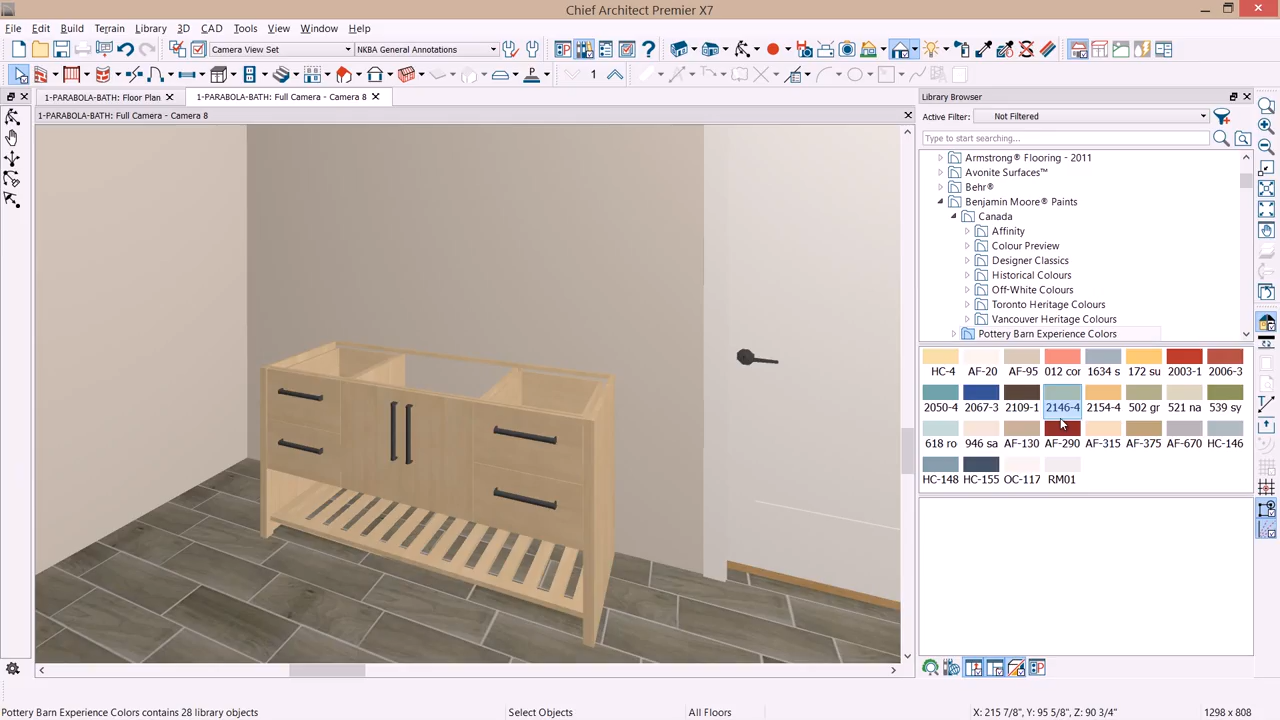 Chief Architect Premier X7
File Edit Build Terrain Library 3D CAD Tools View Window Help
Camera View Set NKBA General Annotations
1
1-PARABOLA-BATH: Floor Plan 1-PARABOLA-BATH: Full Camera - Camera 8
1-PARABOLA-BATH: Full Camera - Camera 8
Library Browser
Active Filter: Not Filtered
Type to start searching...
Armstrong® Flooring - 2011
Avonite Surfaces™
Behr®
Benjamin Moore® Paints
Canada
Affinity
Colour Preview
Designer Classics
Historical Colours
Off-White Colours
Toronto Heritage Colours
Vancouver Heritage Colours
Pottery Barn Experience Colors
HC-4 AF-20 AF-95 012 cor 1634 s 172 su 2003-1 2006-3
2050-4 2067-3 2109-1 2146-4 2154-4 502 gr 521 na 539 sy
618 ro 946 sa AF-130 AF-290 AF-315 AF-375 AF-670 HC-146
HC-148 HC-155 OC-117 RM01
Pottery Barn Experience Colors contains 28 library objects Select Objects All Floors X: 215 7/8", Y: 95 5/8", Z: 90 3/4" 1298 x 808